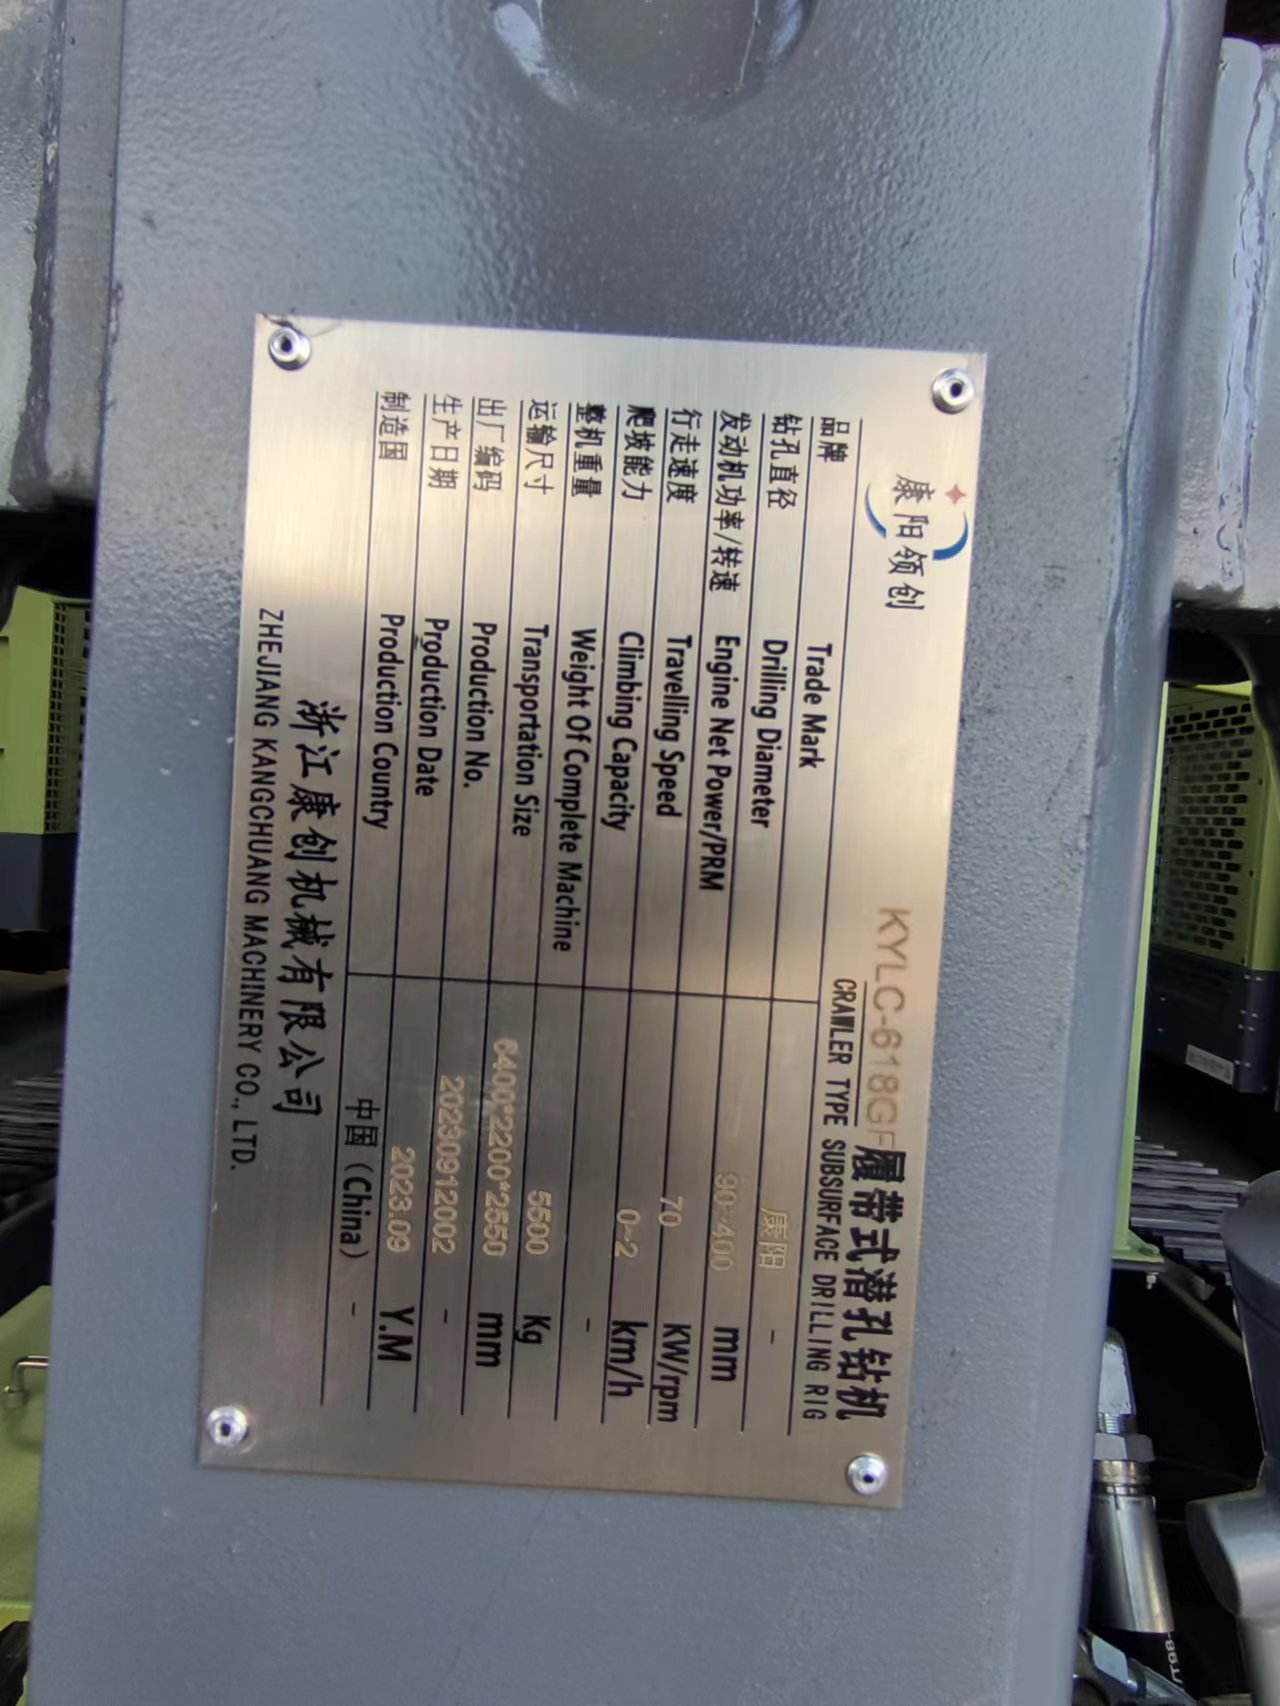 康阳领创
KYLC-618GF履带式潜孔钻机
CRAWLER TYPE SUBSURFACE DRILLING RIG
品牌 Trade Mark 康阳 -
钻孔直径 Drilling Diameter 90~400 mm
发动机功率/转速 Engine Net Power/PRM 70 KW/rpm
行走速度 Travelling Speed 0~2 km/h
爬坡能力 Climbing Capacity -
整机重量 Weight Of Complete Machine 5500 Kg
运输尺寸 Transportation Size 6400*2200*2550 mm
出厂编码 Production No. 20230912002 -
生产日期 Production Date 2023.09 Y.M
制造国 Production Country 中国(China) -
浙江康创机械有限公司
ZHEJIANG KANGCHUANG MACHINERY CO., LTD.